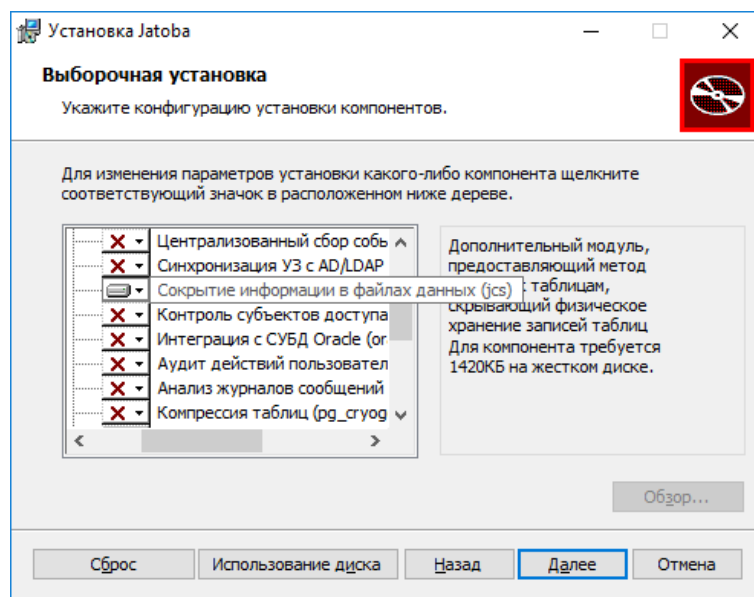 Установка Jatoba
Выборочная установка
Укажите конфигурацию установки компонентов.
Для изменения параметров установки какого-либо компонента щелкните
соответствующий значок в расположенном ниже дереве.
Централизованный сбор собь
Синхронизация УЗ с AD/LDAP
Сокрытие информации в файлах данных (jcs)
Контроль субъектов доступа
Интеграция с СУБД Oracle (or
Аудит действий пользовател
Анализ журналов сообщений
Компрессия таблиц (pg_cryog
Дополнительный модуль,
предоставляющий метод
таблицам,
скрывающий физическое
хранение записей таблиц
Для компонента требуется
1420КБ на жестком диске.
Обзор...
Сброс
Использование диска
Назад
Далее
Отмена